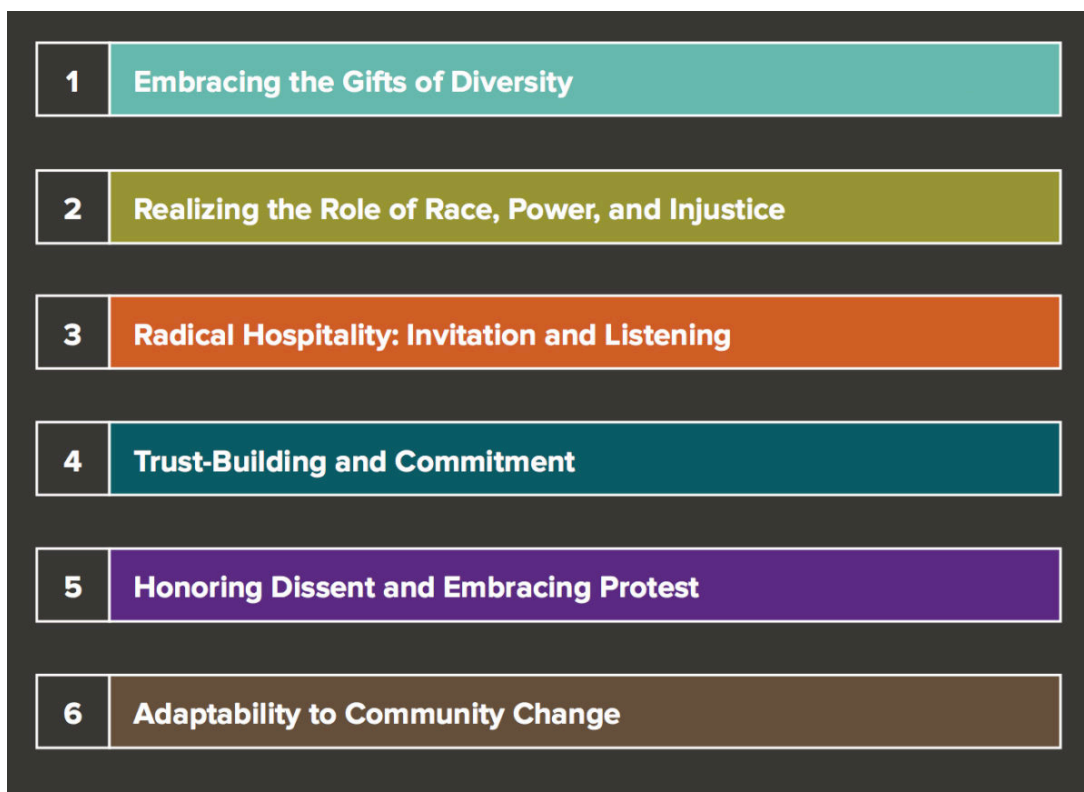 1 Embracing the Gifts of Diversity
2 Realizing the Role of Race, Power, and Injustice
3 Radical Hospitality: Invitation and Listening
4 Trust-Building and Commitment
5 Honoring Dissent and Embracing Protest
6 Adaptability to Community Change